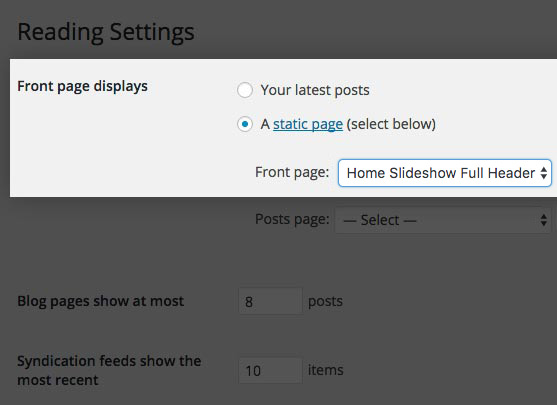 Reading Settings
Front page displays
Your latest posts
A static page (select below)
Front page: Home Slideshow Full Header
Posts page: — Select —
Blog pages show at most 8 posts
Syndication feeds show the
most recent 10 items